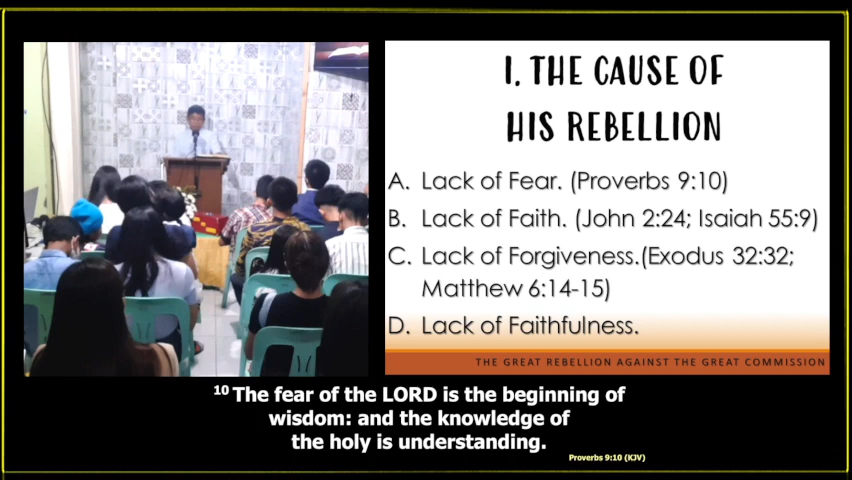 I. THE CAUSE OF
HIS REBELLION
A. Lack of Fear. (Proverbs 9:10)
B. Lack of Faith. (John 2:24; Isaiah 55:9)
C. Lack of Forgiveness.(Exodus 32:32;
Matthew 6:14-15)
D. Lack of Faithfulness.
THE GREAT REBELLION AGAINST THE GREAT COMMISSION
10 The fear of the LORD is the beginning of
wisdom: and the knowledge of
the holy is understanding.
Proverbs 9:10 (KJV)